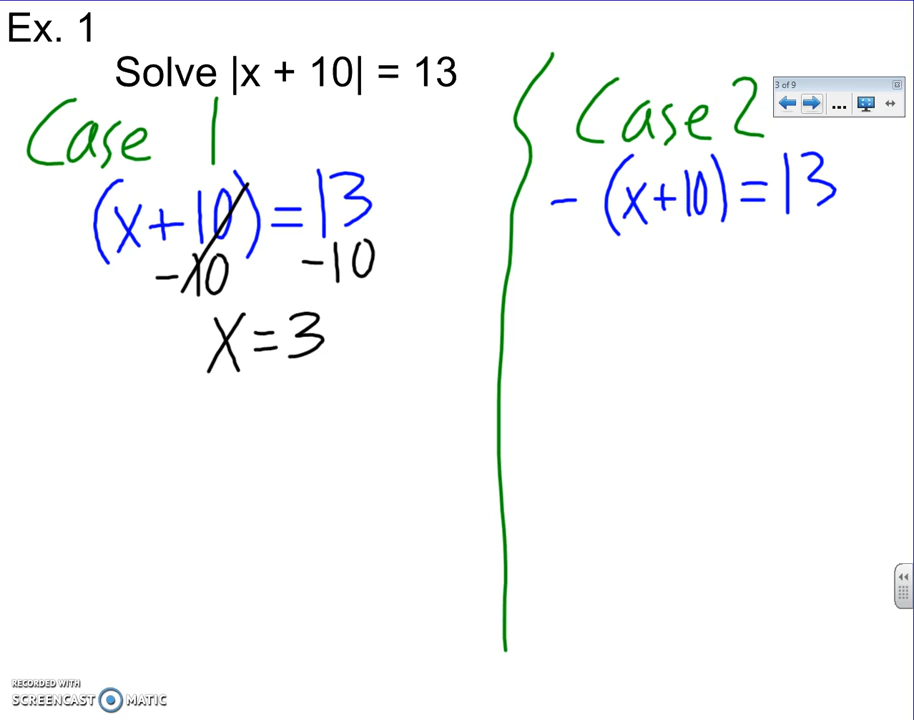 Ex. 1
Solve |x + 10| = 13
Case 1
(x+10) = 13
-10 -10
x = 3
Case 2
3 of 9
...
- (x+10) = 13
RECORDED WITH
SCREENCAST MATIC